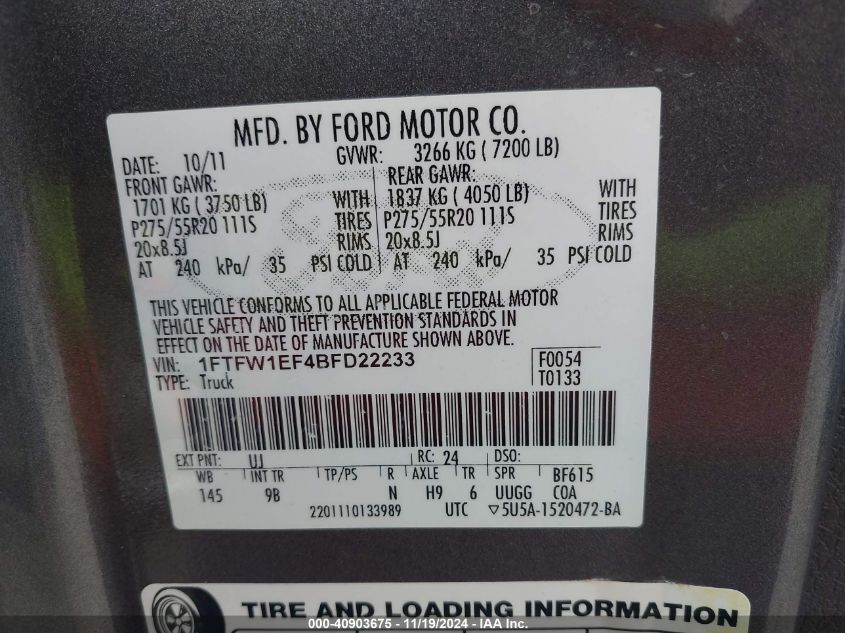 MFD. BY FORD MOTOR CO.
DATE: 10/11 GVWR: 3266 KG ( 7200 LB)
FRONT GAWR: REAR GAWR:
1701 KG ( 3750 LB) WITH 1837 KG ( 4050 LB) WITH
P275/55R20 111S TIRES P275/55R20 111S TIRES
20x8.5J RIMS 20x8.5J RIMS
AT 240 kPa/ 35 PSI COLD AT 240 kPa/ 35 PSI COLD
THIS VEHICLE CONFORMS TO ALL APPLICABLE FEDERAL MOTOR
VEHICLE SAFETY AND THEFT PREVENTION STANDARDS IN
EFFECT ON THE DATE OF MANUFACTURE SHOWN ABOVE.
VIN: 1FTFW1EF4BFD22233 F0054
TYPE: Truck T0133
EXT PNT: UJ RC: 24 DSO:
WB INT TR TP/PS R AXLE TR SPR BF615
145 9B N H9 6 UUGG COA
2201110133989 UTC ▽5U5A-1520472-BA
TIRE AND LOADING INFORMATION
000-40903675 - 11/19/2024 - IAA Inc.